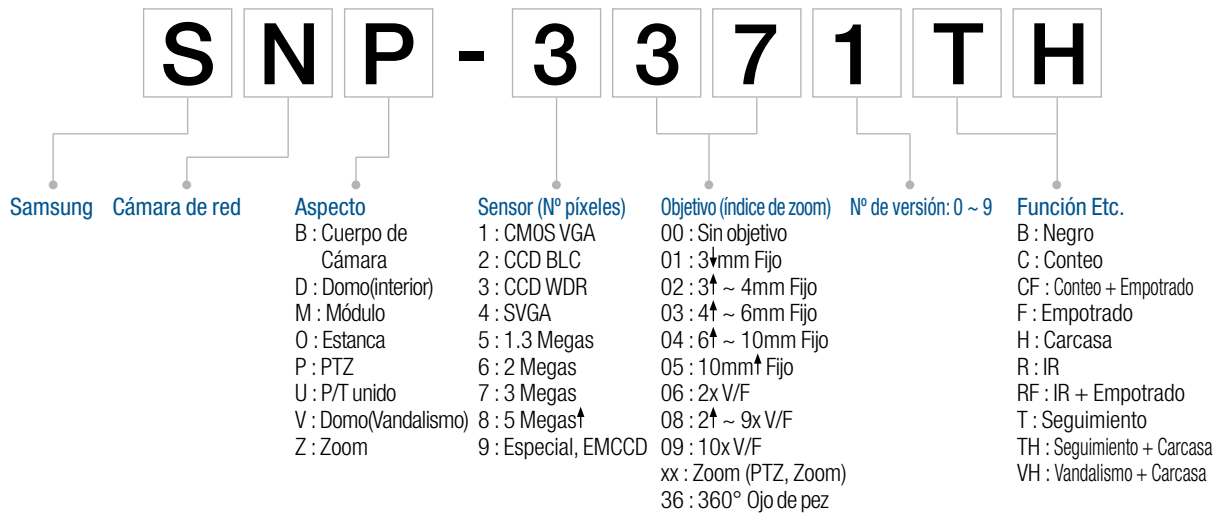 SNP-3371TH
Samsung
Cámara de red
Aspecto
B : Cuerpo de
Cámara
D : Domo(interior)
M : Módulo
O : Estanca
P : PTZ
U : P/T unido
V : Domo(Vandalismo)
Z : Zoom
Sensor (Nº píxeles)
1 : CMOS VGA
2 : CCD BLC
3 : CCD WDR
4 : SVGA
5 : 1.3 Megas
6 : 2 Megas
7 : 3 Megas
8 : 5 Megas↑
9 : Especial, EMCCD
Objetivo (índice de zoom)
00 : Sin objetivo
01 : 3↓mm Fijo
02 : 3↑ ~ 4mm Fijo
03 : 4↑ ~ 6mm Fijo
04 : 6↑ ~ 10mm Fijo
05 : 10mm↑ Fijo
06 : 2x V/F
08 : 2↑ ~ 9x V/F
09 : 10x V/F
xx : Zoom (PTZ, Zoom)
36 : 360° Ojo de pez
Nº de versión: 0 ~ 9
Función Etc.
B : Negro
C : Conteo
CF : Conteo + Empotrado
F : Empotrado
H : Carcasa
R : IR
RF : IR + Empotrado
T : Seguimiento
TH : Seguimiento + Carcasa
VH : Vandalismo + Carcasa